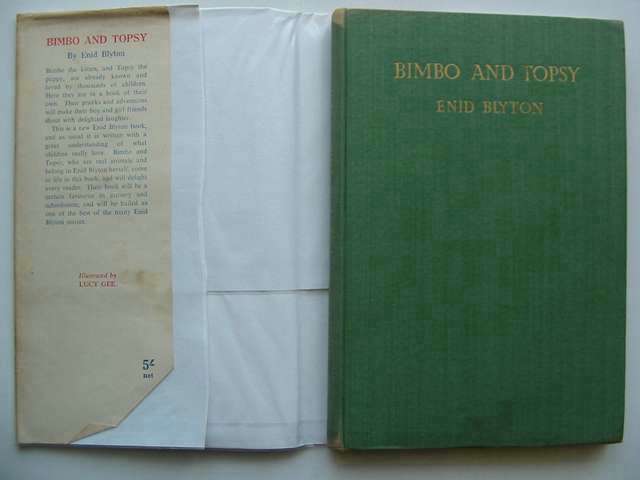 BIMBO AND TOPSY
By Enid Blyton
Bimbo the kitten, and Topsy the
puppy, are already known and
loved by thousands of children.
Here they are in a book of their
own. Their pranks and adventures
will make their boy and girl friends
shout with delighted laughter.
This is a new Enid Blyton book,
and as usual it is written with a
great understanding of what
children really love. Bimbo and
Topsy, who are real animals and
belong to Enid Blyton herself, come
to life in this book, and will delight
every reader. Their book will be a
certain favourite in nursery and
schoolroom, and will be hailed as
one of the best of the many Enid
Blyton
Illustrated by
LUCY GEE.
5/-
net
BIMBO AND TOPSY
ENID BLYTON